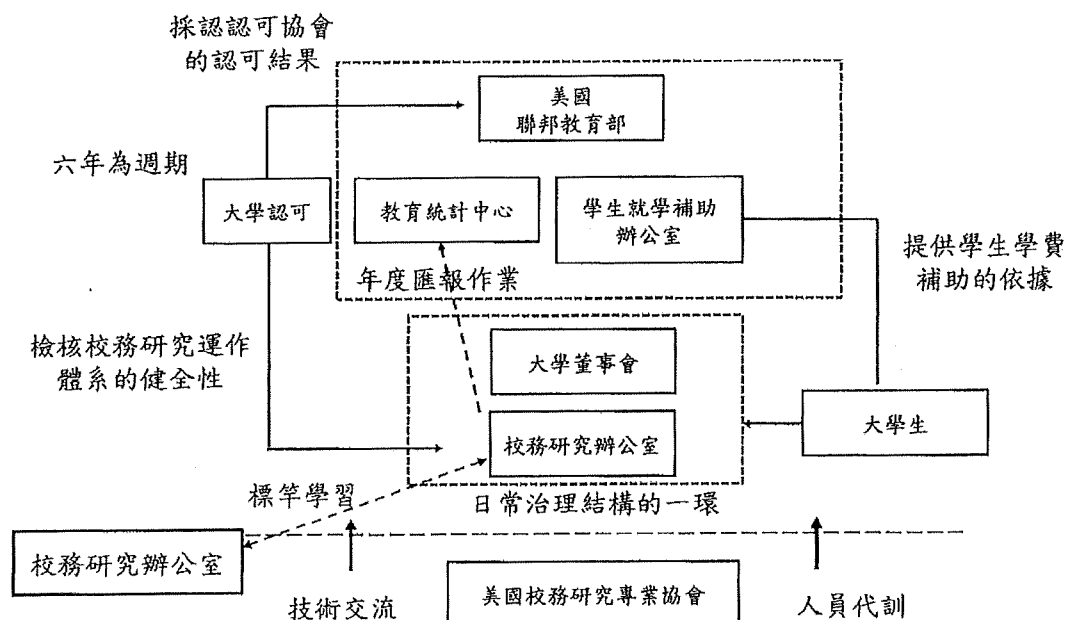 採認認可協會
的認可結果
美國
聯邦教育部
六年為週期
大學認可
教育統計中心
學生就學補助
辦公室
提供學生學費
補助的依據
年度匯報作業
檢核校務研究運作
體系的健全性
大學董事會
大學生
校務研究辦公室
標竿學習
日常治理結構的一環
校務研究辦公室
技術交流
美國校務研究專業協會
人員代訓